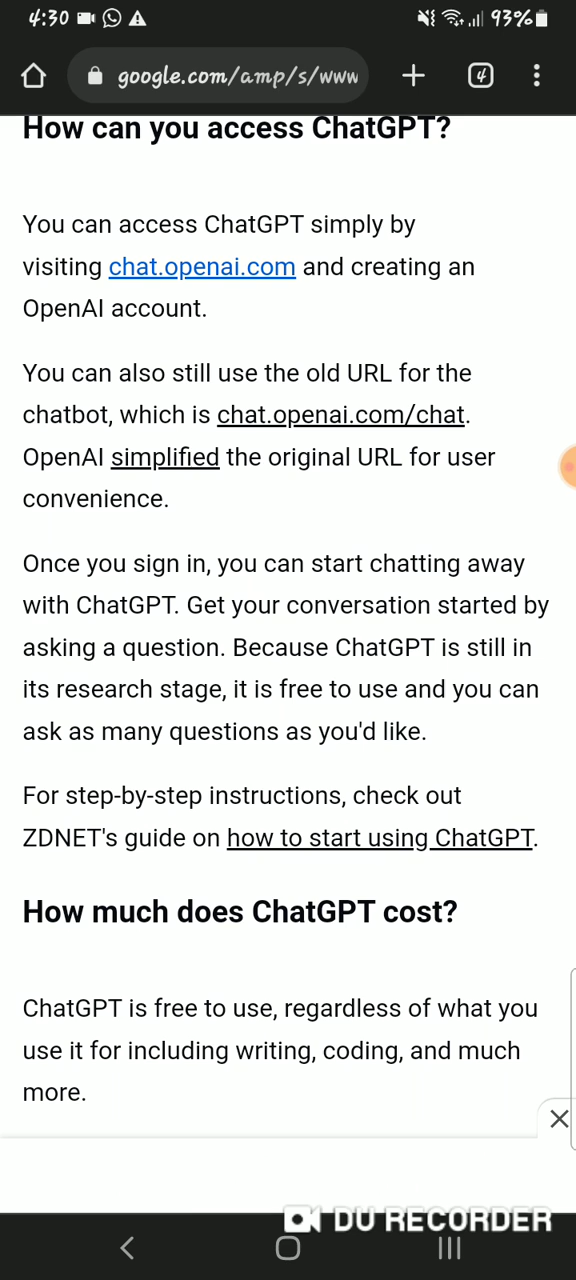 4:30
93%
google.com/amp/s/www
4
How can you access ChatGPT?
You can access ChatGPT simply by
visiting chat.openai.com and creating an
OpenAI account.
You can also still use the old URL for the
chatbot, which is chat.openai.com/chat.
OpenAI simplified the original URL for user
convenience.
Once you sign in, you can start chatting away
with ChatGPT. Get your conversation started by
asking a question. Because ChatGPT is still in
its research stage, it is free to use and you can
ask as many questions as you'd like.
For step-by-step instructions, check out
ZDNET's guide on how to start using ChatGPT.
How much does ChatGPT cost?
ChatGPT is free to use, regardless of what you
use it for including writing, coding, and much
more.
DU RECORDER